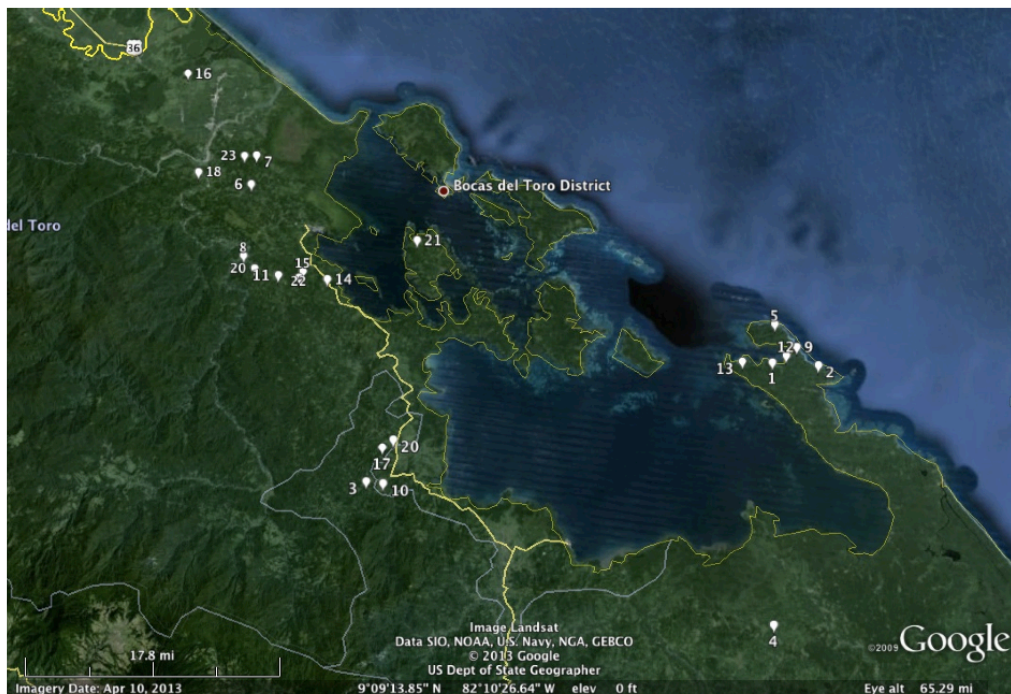 36
16
23
7
18
6
Bocas del Toro District
del Toro
21
8
20
11
15
22
14
5
12
9
13
1
2
20
17
3
10
4
Image Landsat
Data SIO, NOAA, U.S. Navy, NGA, GEBCO
© 2013 Google
US Dept of State Geographer
©2009 Google
17.8 mi
Imagery Date: Apr 10, 2013 9°09'13.85" N 82°10'26.64" W elev 0 ft Eye alt 65.29 mi